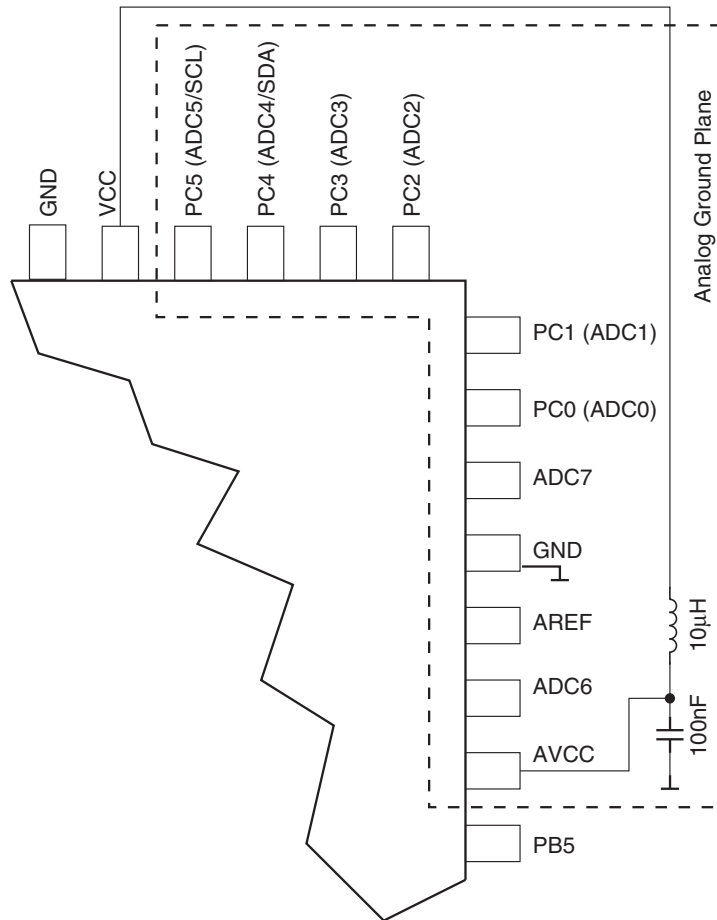 GND
VCC
PC5 (ADC5/SCL)
PC4 (ADC4/SDA)
PC3 (ADC3)
PC2 (ADC2)
Analog Ground Plane
PC1 (ADC1)
PC0 (ADC0)
ADC7
GND
AREF
ADC6
AVCC
PB5
10μH
100nF